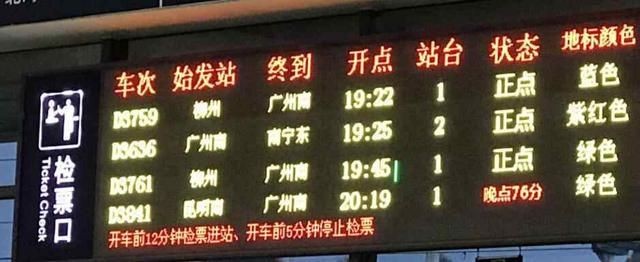 检票口
Ticket Check
车次 始发站 终到 开点 站台 状态 地标颜色
D3759 柳州 广州南 19:22 1 正点 蓝色
D3636 广州南 南宁东 19:25 2 正点 紫红色
D3761 柳州 广州南 19:45 1 正点 绿色
D3841 昆明南 广州南 20:19 1 晚点76分 绿色
开车前12分钟检票进站、开车前5分钟停止检票